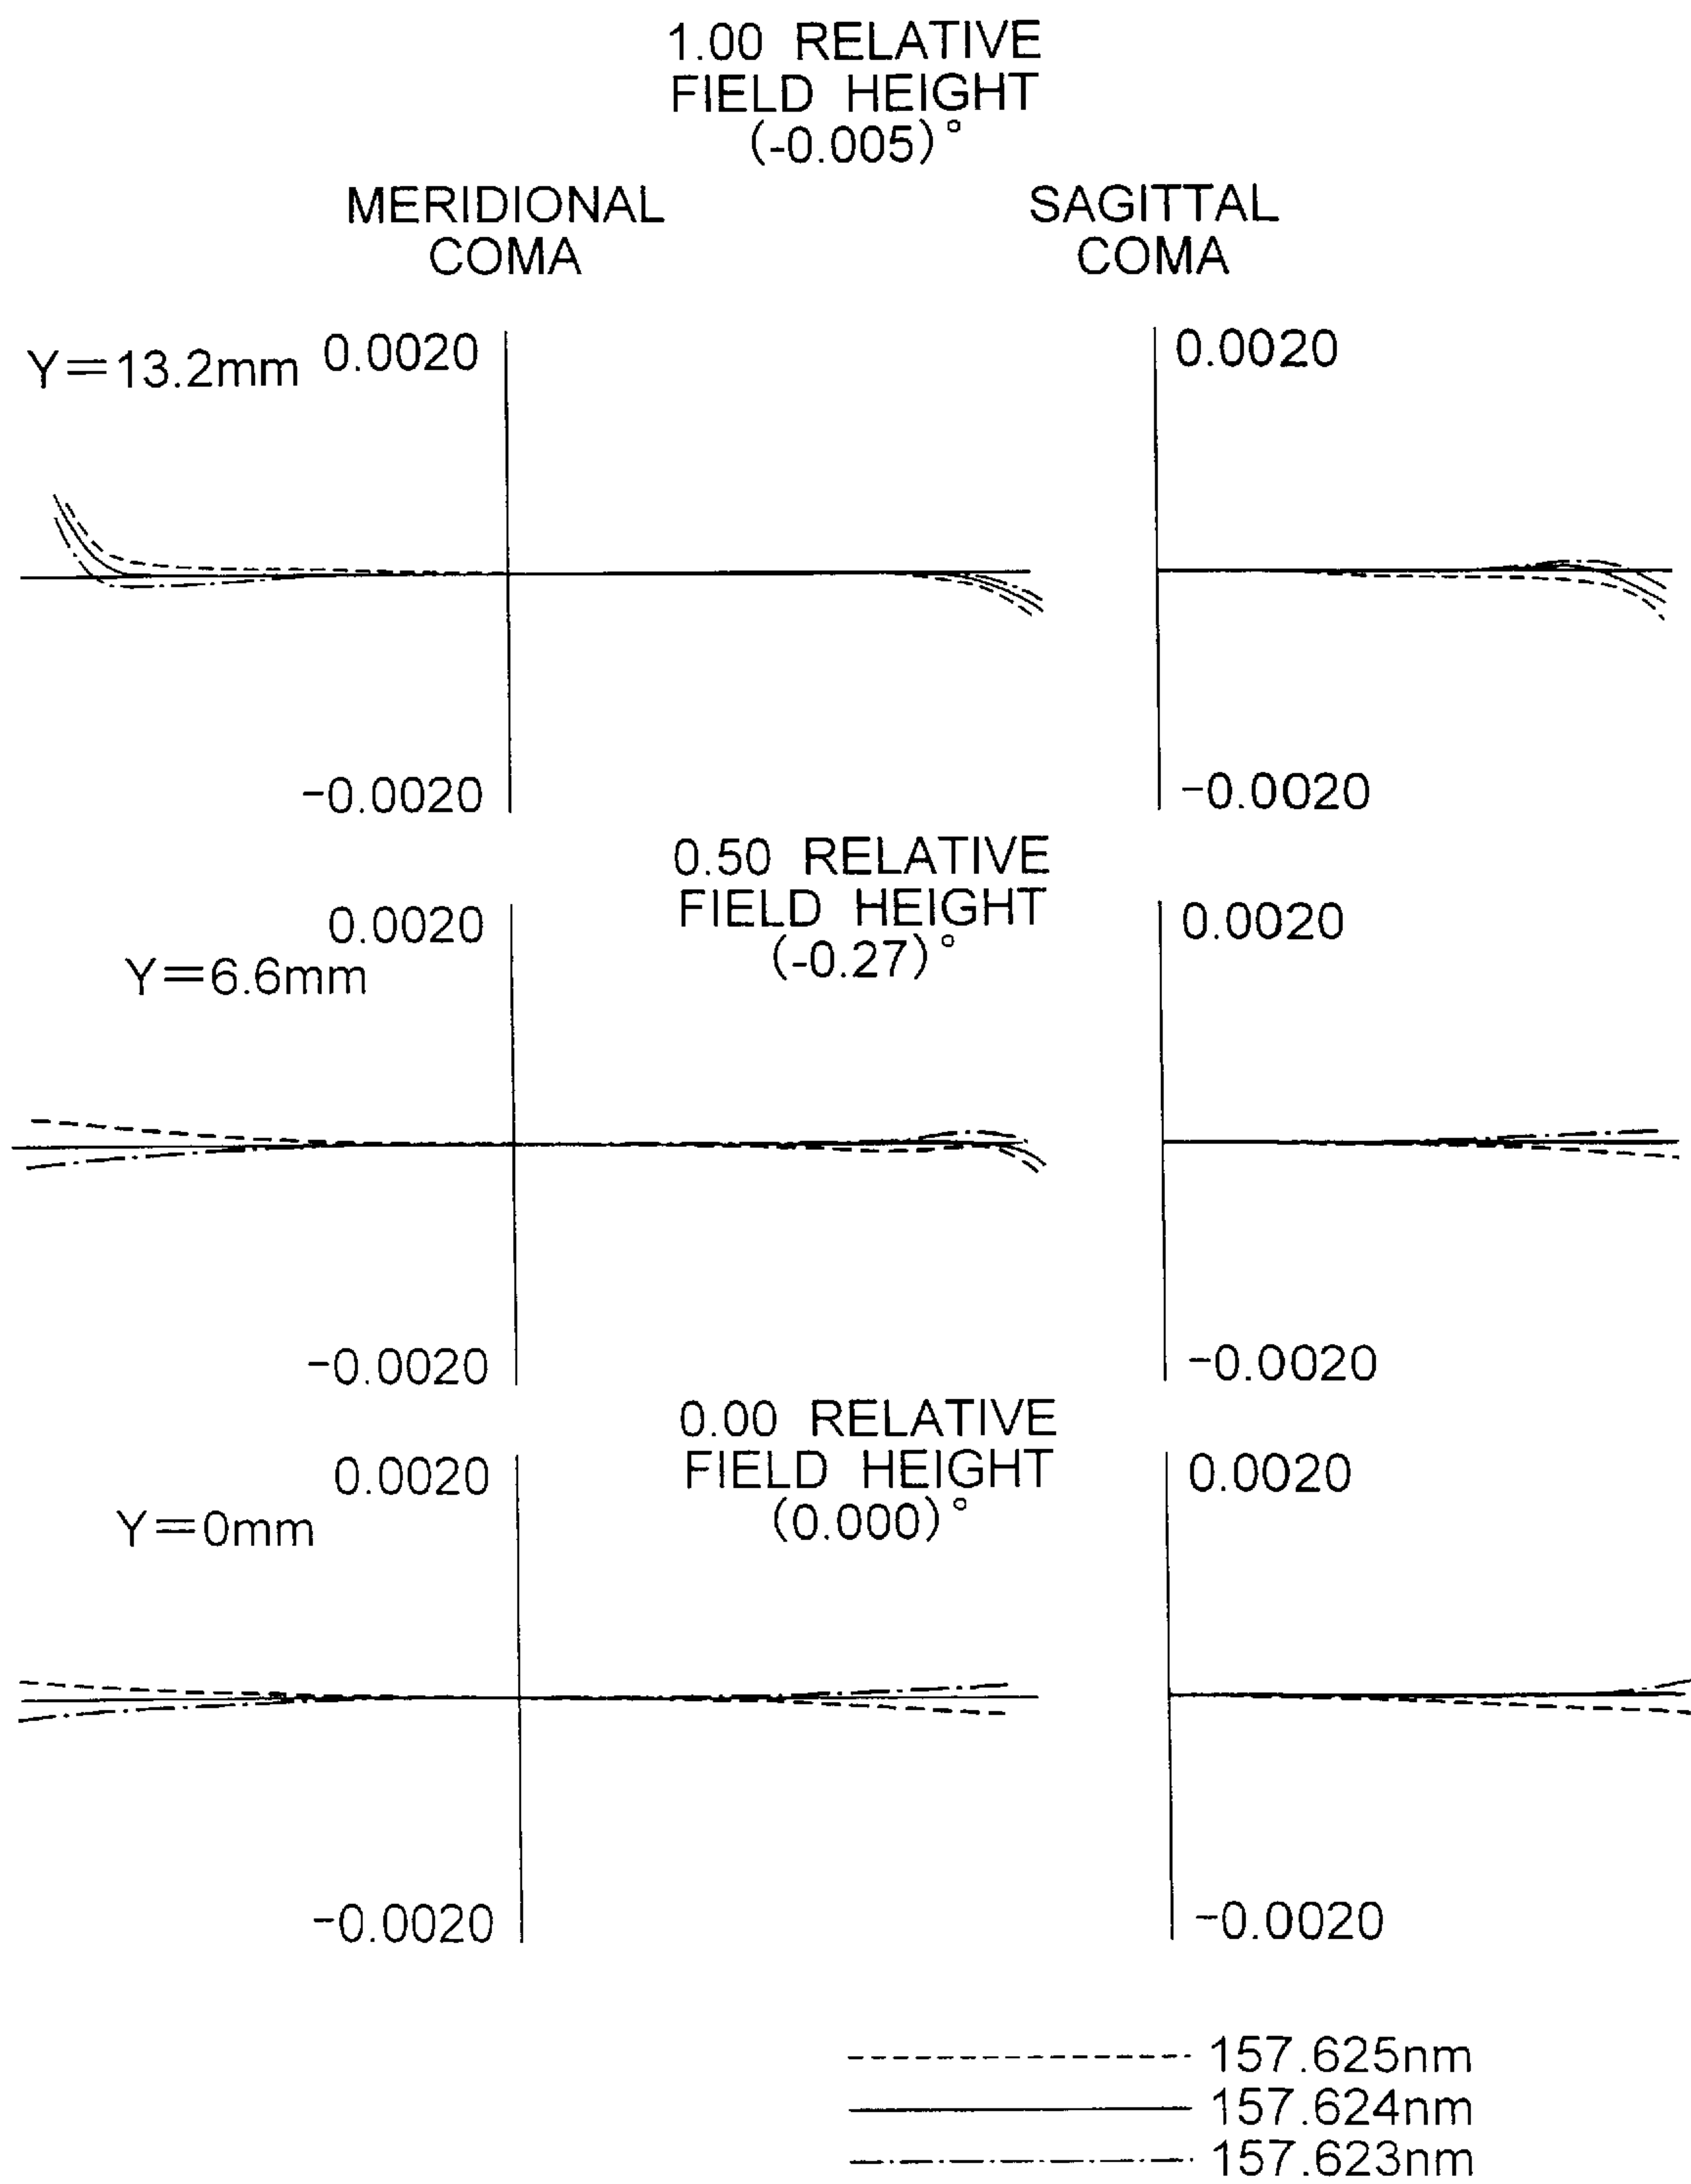 1.00 RELATIVE
FIELD HEIGHT
(-0.005)°
MERIDIONAL
COMA
SAGITTAL
COMA
Y=13.2mm
0.0020
0.0020
-0.0020
-0.0020
0.50 RELATIVE
FIELD HEIGHT
(-0.27)°
0.0020
0.0020
Y=6.6mm
-0.0020
-0.0020
0.00 RELATIVE
FIELD HEIGHT
(0.000)°
0.0020
0.0020
Y=0mm
-0.0020
-0.0020
157.625nm
157.624nm
157.623nm